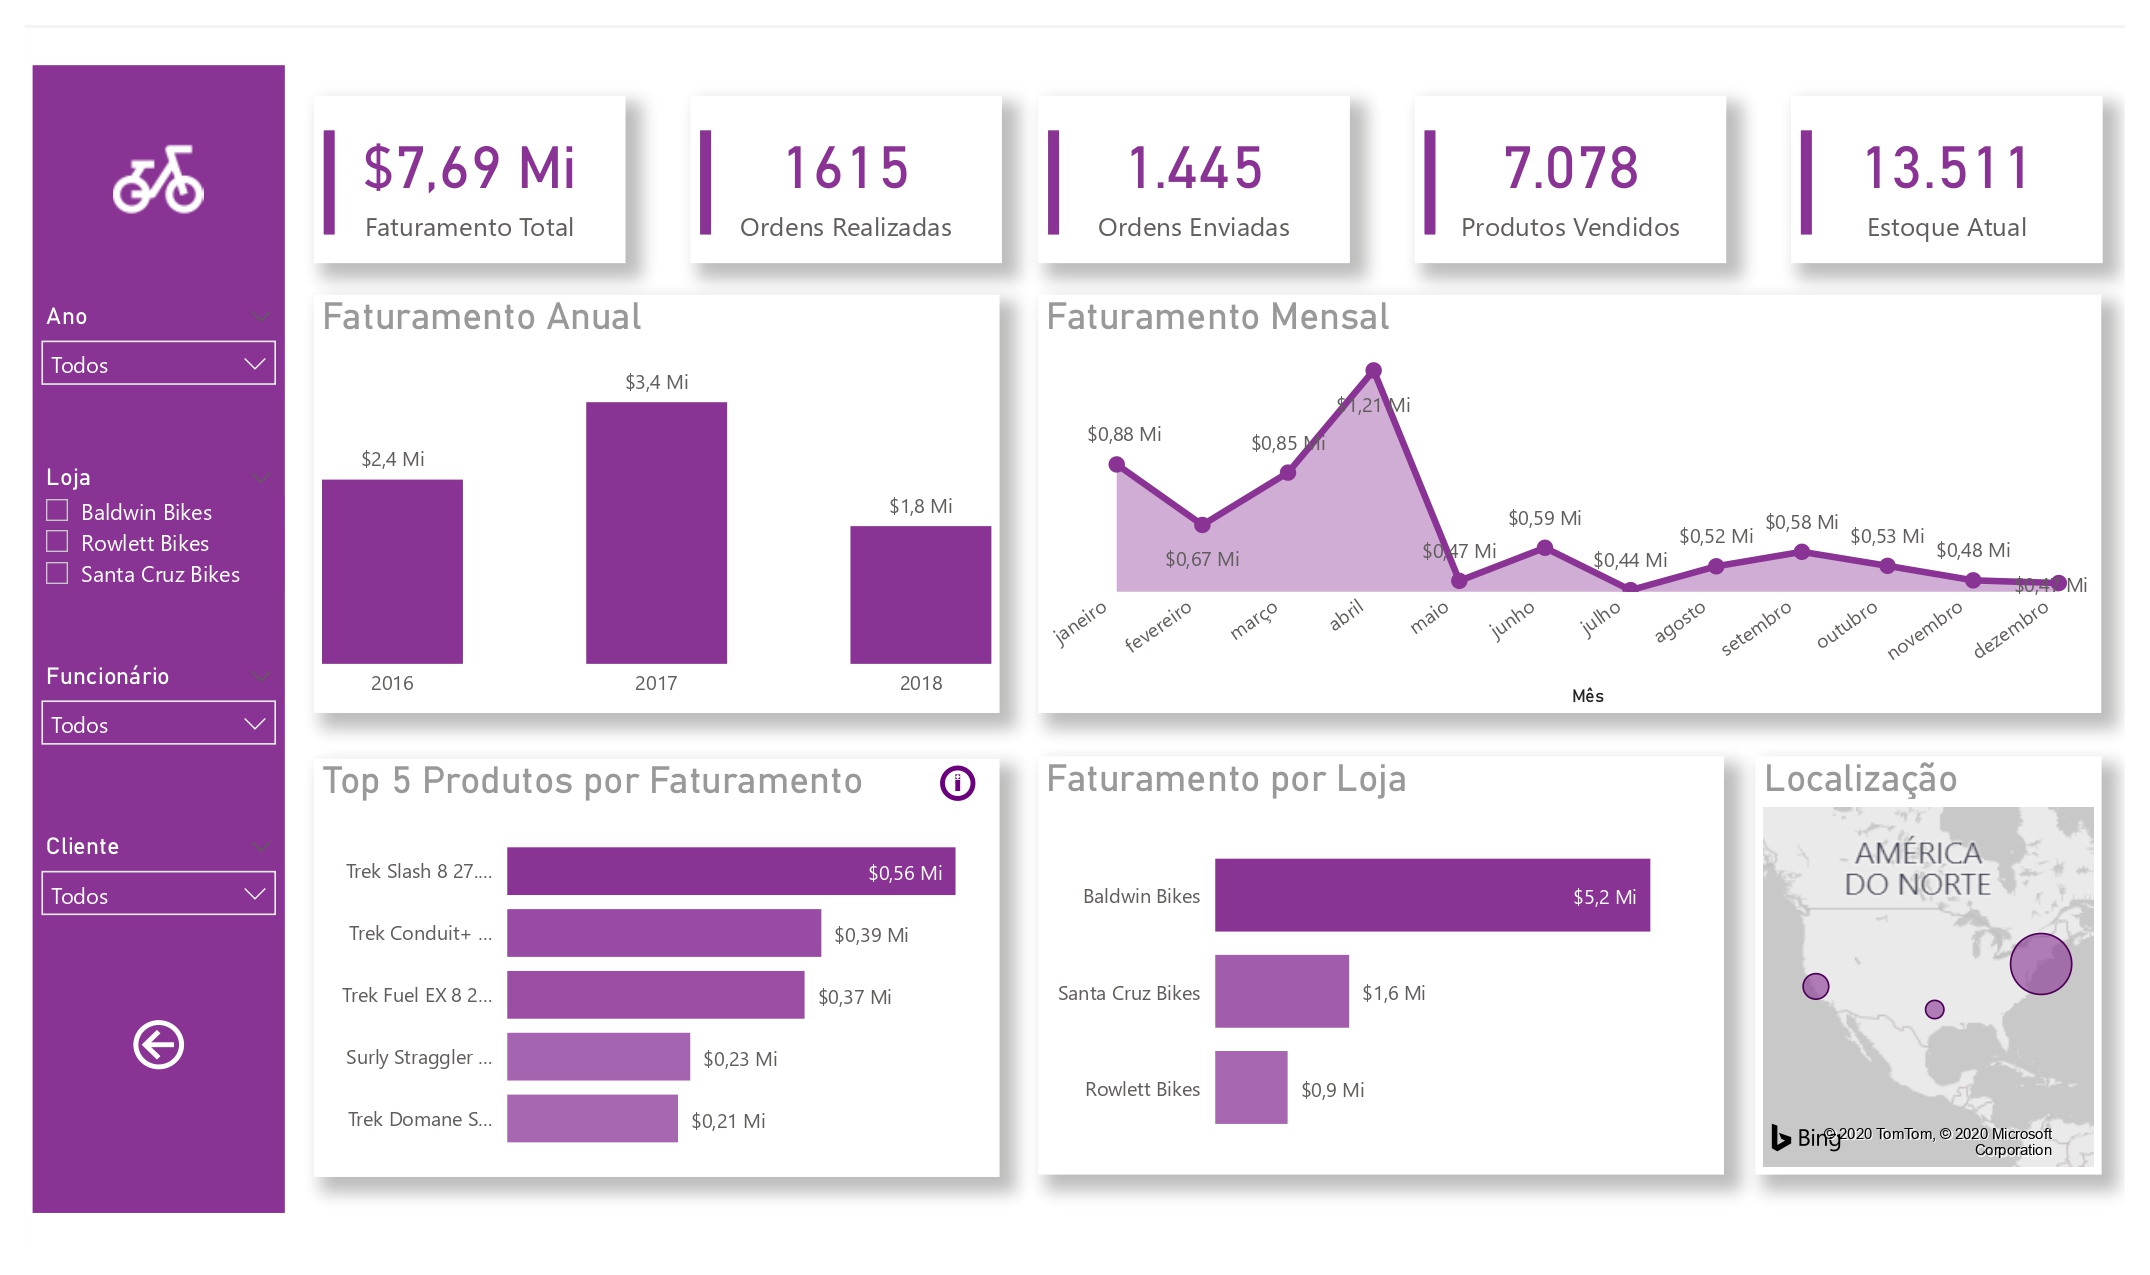 $7,69 Mi
Faturamento Total
1615
Ordens Realizadas
1.445
Ordens Enviadas
7.078
Produtos Vendidos
13.511
Estoque Atual
Ano
Todos
Loja
Baldwin Bikes
Rowlett Bikes
Santa Cruz Bikes
Funcionário
Todos
Cliente
Todos
Faturamento Anual
$2,4 Mi
$3,4 Mi
$1,8 Mi
2016
2017
2018
Faturamento Mensal
$0,88 Mi
$0,67 Mi
$0,85 Mi
$1,21 Mi
$0,47 Mi
$0,59 Mi
$0,44 Mi
$0,52 Mi
$0,58 Mi
$0,53 Mi
$0,48 Mi
Mi
janeiro
fevereiro
março
abril
maio
junho
julho
agosto
setembro
outubro
novembro
dezembro
Mês
Top 5 Produtos por Faturamento
Trek Slash 8 27.... $0,56 Mi
Trek Conduit+ ... $0,39 Mi
Trek Fuel EX 8 2... $0,37 Mi
Surly Straggler ... $0,23 Mi
Trek Domane S... $0,21 Mi
Faturamento por Loja
Baldwin Bikes $5,2 Mi
Santa Cruz Bikes $1,6 Mi
Rowlett Bikes $0,9 Mi
Localização
AMÉRICA
DO NORTE
Bing
© 2020 TomTom, © 2020 Microsoft
Corporation